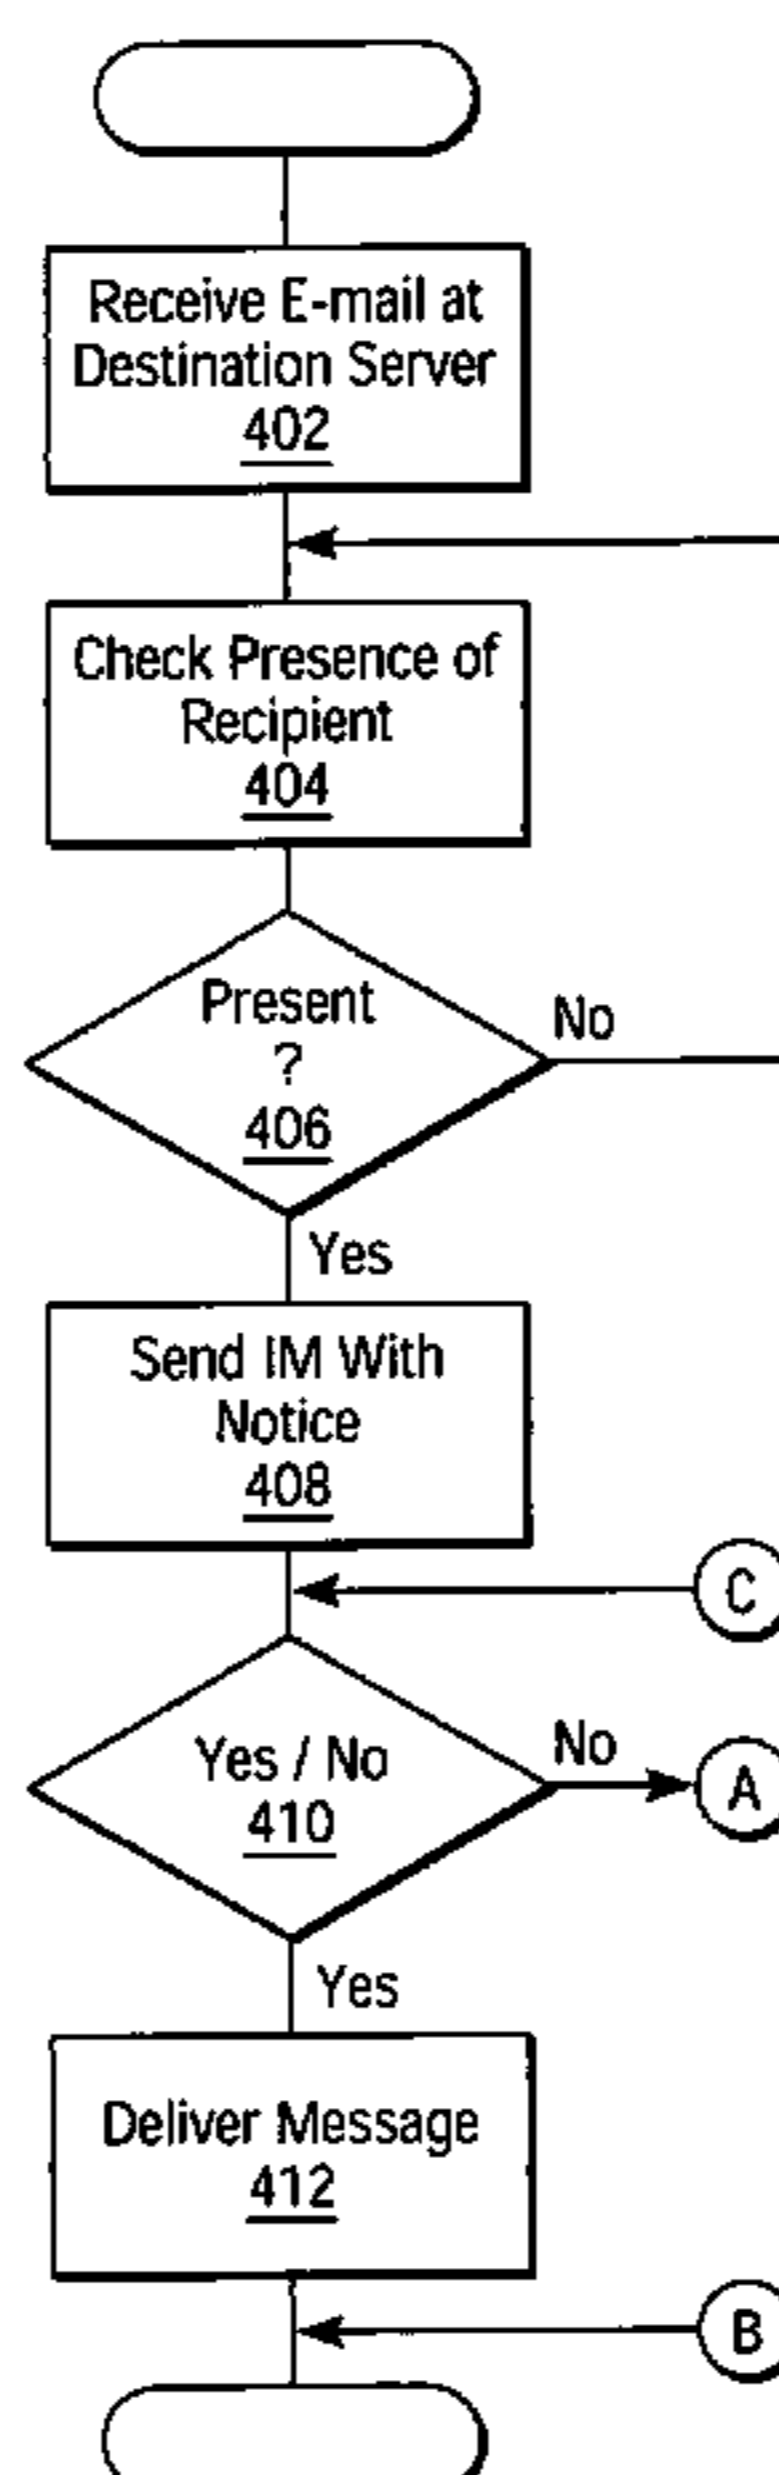 Receive E-mail at
Destination Server
402
Check Presence of
Recipient
404
Present
?
406
No
Yes
Send IM With
Notice
408
C
Yes / No
410
No
A
Yes
Deliver Message
412
B